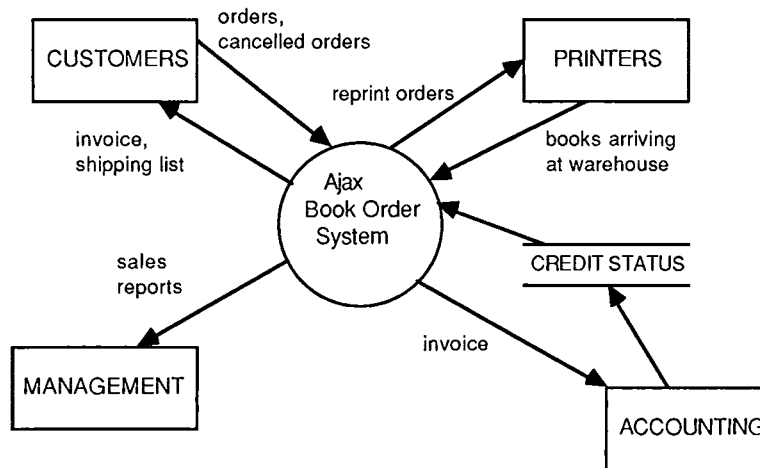 orders,
cancelled orders
CUSTOMERS
PRINTERS
reprint orders
invoice,
shipping list
books arriving
at warehouse
Ajax
Book Order
System
CREDIT STATUS
sales
reports
invoice
MANAGEMENT
ACCOUNTING